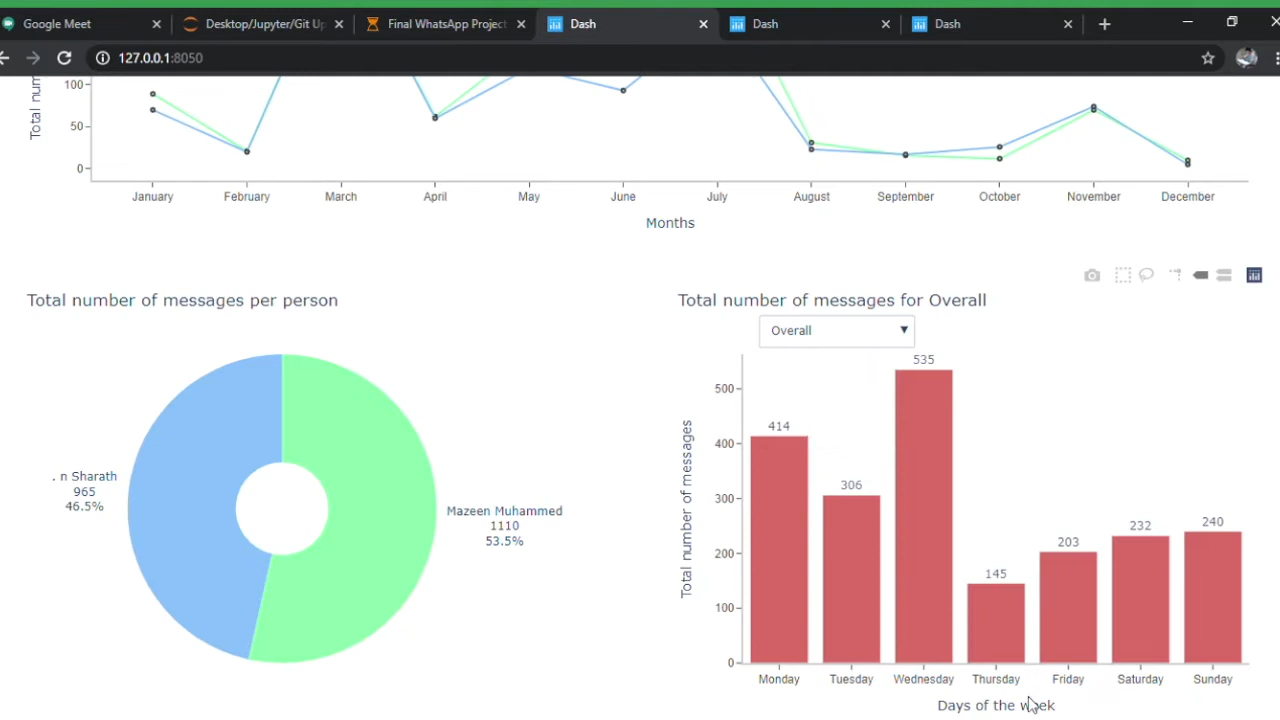 Google Meet
Desktop/Jupyter/Git Up
Final WhatsApp Project
Dash
Dash
Dash
127.0.0.1:8050
Total num
100
50
0
January February March April May June July August September October November December
Months
Total number of messages per person
. n Sharath
965
46.5%
Mazeen Muhammed
1110
53.5%
Total number of messages for Overall
Overall
Total number of messages
500
400
300
200
100
0
414 306 535 145 203 232 240
Monday Tuesday Wednesday Thursday Friday Saturday Sunday
Days of the week